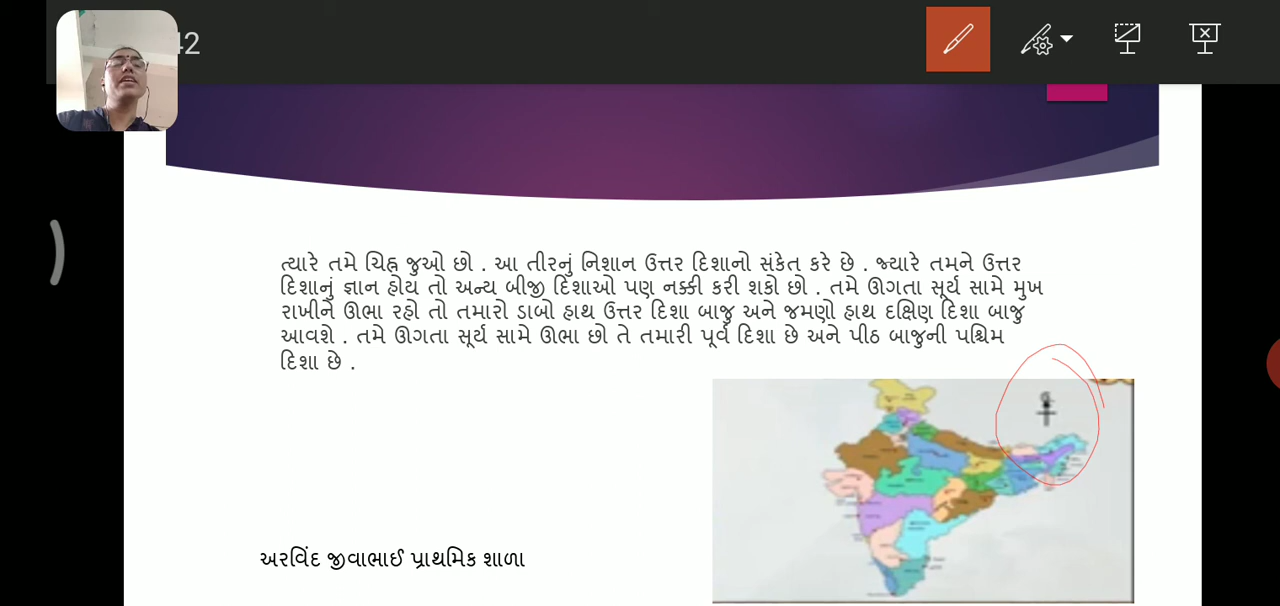 42
ત્યારે તમે ચિહ્ન જુઓ છો . આ તીરનું નિશાન ઉત્તર દિશાનો સંકેત કરે છે . જ્યારે તમને ઉત્તર
દિશાનું જ્ઞાન હોય તો અન્ય બીજી દિશાઓ પણ નક્કી કરી શકો છો . તમે ઊગતા સૂર્ય સામે મુખ
રાખીને ઊભા રહો તો તમારો ડાબો હાથ ઉત્તર દિશા બાજુ અને જમણો હાથ દક્ષિણ દિશા બાજુ
આવશે . તમે ઊગતા સૂર્ય સામે ઊભા છો તે તમારી પૂર્વ દિશા છે અને પીઠ બાજુની પશ્ચિમ
દિશા છે .
અરવિંદ જીવાભાઈ પ્રાથમિક શાળા